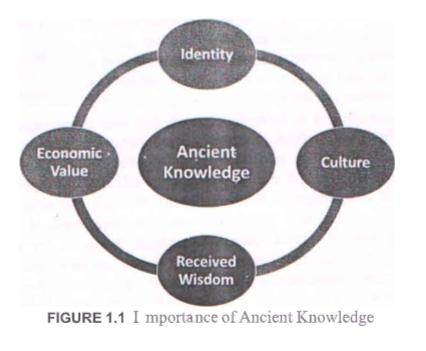 Identity
Economic
Value
Ancient
Knowledge
Culture
Received
Wisdom
FIGURE 1.1 I mportance of Ancient Knowledge